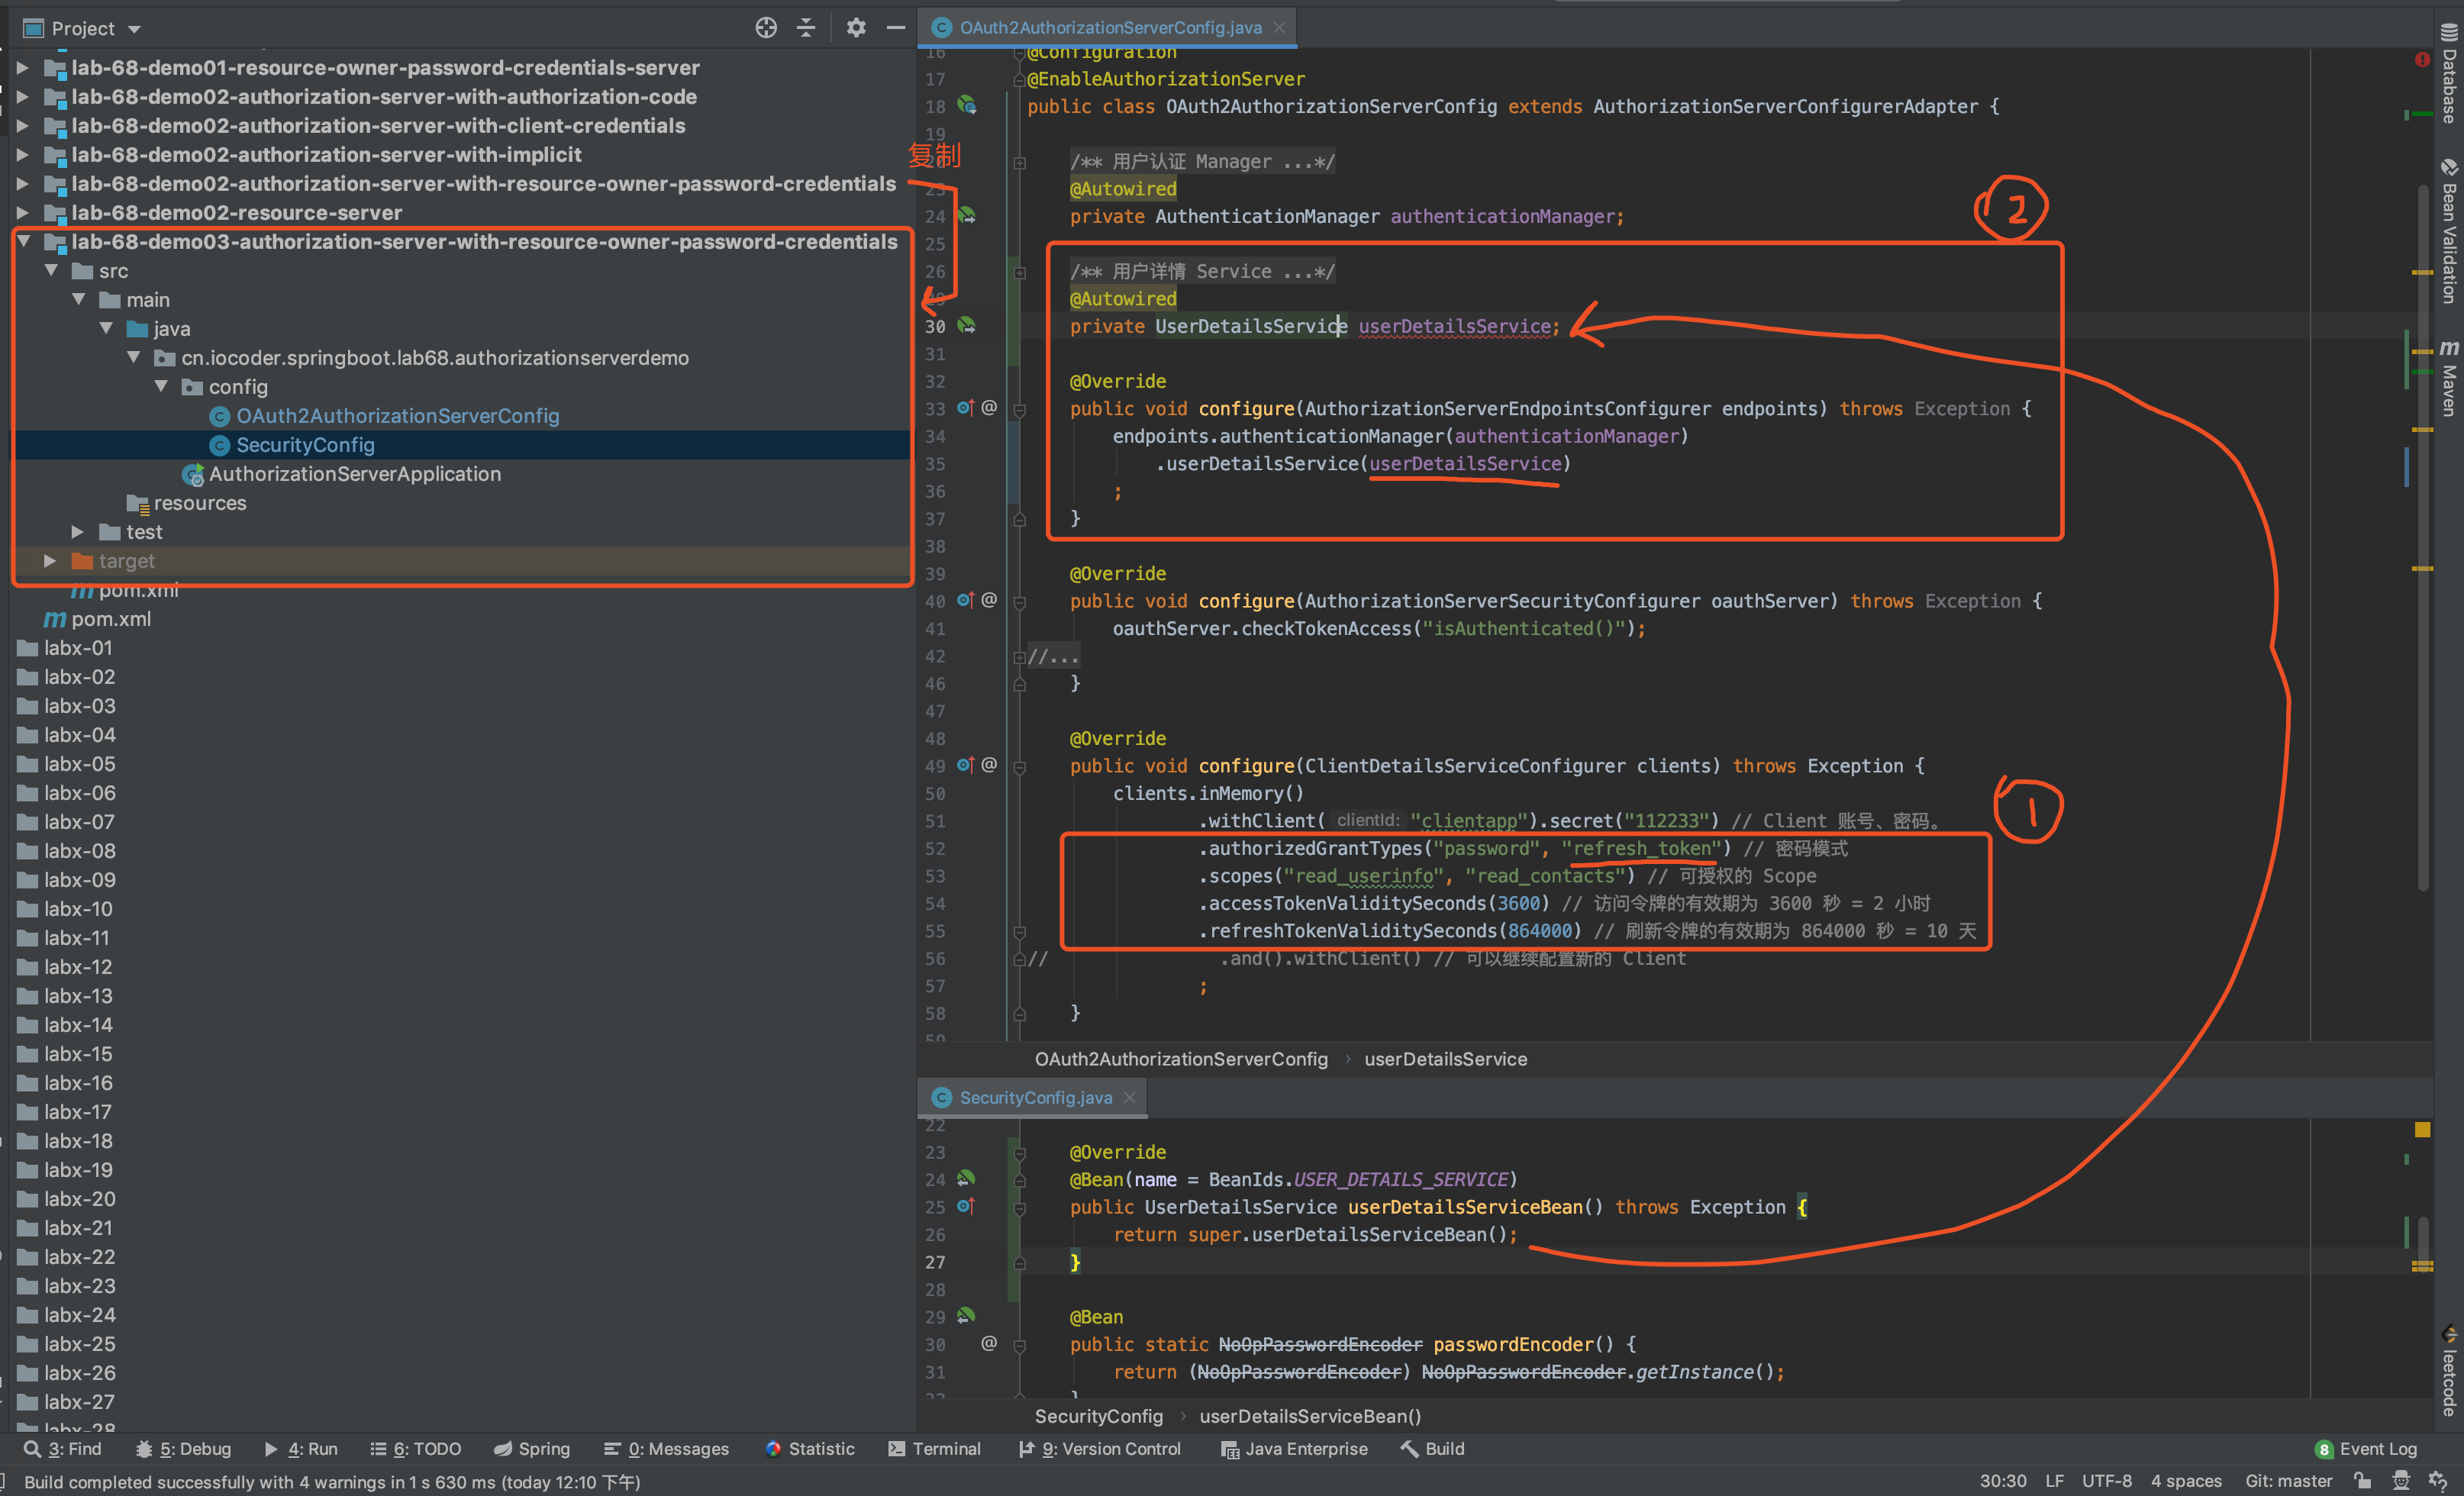 Project
lab-68-demo01-resource-owner-password-credentials-server
lab-68-demo02-authorization-server-with-authorization-code
lab-68-demo02-authorization-server-with-client-credentials
lab-68-demo02-authorization-server-with-implicit
lab-68-demo02-authorization-server-with-resource-owner-password-credentials
lab-68-demo02-resource-server
lab-68-demo03-authorization-server-with-resource-owner-password-credentials
src
main
java
cn.iocoder.springboot.lab68.authorizationserverdemo
config
OAuth2AuthorizationServerConfig
SecurityConfig
AuthorizationServerApplication
resources
test
target
pom.xml
pom.xml
labx-01
labx-02
labx-03
labx-04
labx-05
labx-06
labx-07
labx-08
labx-09
labx-10
labx-11
labx-12
labx-13
labx-14
labx-15
labx-16
labx-17
labx-18
labx-19
labx-20
labx-21
labx-22
labx-23
labx-24
labx-25
labx-26
labx-27
labx-28
复制
OAuth2AuthorizationServerConfig.java
16 @Configuration
17 @EnableAuthorizationServer
18 public class OAuth2AuthorizationServerConfig extends AuthorizationServerConfigurerAdapter {
19
/** 用户认证 Manager ...*/
23 @Autowired
24 private AuthenticationManager authenticationManager;
25
②
26 /** 用户详情 Service ...*/
29 @Autowired
30 private UserDetailsService userDetailsService;
31
32 @Override
33 public void configure(AuthorizationServerEndpointsConfigurer endpoints) throws Exception {
34 endpoints.authenticationManager(authenticationManager)
35 .userDetailsService(userDetailsService)
36 ;
37 }
38
39 @Override
40 public void configure(AuthorizationServerSecurityConfigurer oauthServer) throws Exception {
41 oauthServer.checkTokenAccess("isAuthenticated()");
42 //...
46 }
47
48 @Override
49 public void configure(ClientDetailsServiceConfigurer clients) throws Exception {
50 clients.inMemory()
51 .withClient( clientId: "clientapp").secret("112233") // Client 账号、密码。
①
52 .authorizedGrantTypes("password", "refresh_token") // 密码模式
53 .scopes("read_userinfo", "read_contacts") // 可授权的 Scope
54 .accessTokenValiditySeconds(3600) // 访问令牌的有效期为 3600 秒 = 2 小时
55 .refreshTokenValiditySeconds(864000) // 刷新令牌的有效期为 864000 秒 = 10 天
56 // .and().withClient() // 可以继续配置新的 Client
57 ;
58 }
59
OAuth2AuthorizationServerConfig › userDetailsService
SecurityConfig.java
22
23 @Override
24 @Bean(name = BeanIds.USER_DETAILS_SERVICE)
25 public UserDetailsService userDetailsServiceBean() throws Exception {
26 return super.userDetailsServiceBean();
27 }
28
29 @Bean
30 public static NoOpPasswordEncoder passwordEncoder() {
31 return (NoOpPasswordEncoder) NoOpPasswordEncoder.getInstance();
32 }
SecurityConfig › userDetailsServiceBean()
Database
Bean Validation
Maven
leetcode
3: Find 5: Debug 4: Run 6: TODO Spring 0: Messages Statistic Terminal 9: Version Control Java Enterprise Build 8 Event Log
Build completed successfully with 4 warnings in 1 s 630 ms (today 12:10 下午) 30:30 LF UTF-8 4 spaces Git: master